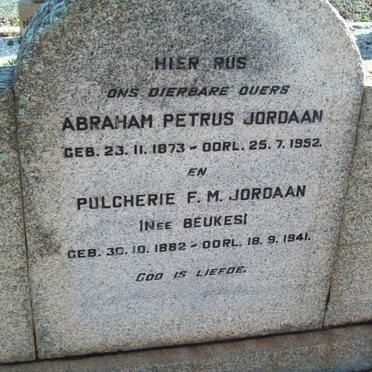 HIER RUS
ONS DIERBARE OUERS
ABRAHAM PETRUS JORDAAN
GEB. 23. 11. 1873 - OORL. 25. 7. 1952.
EN
PULCHERIE F. M. JORDAAN
(NEE BEUKES)
GEB. 30. 10. 1882 - OORL. 18. 9. 1941.
GOD IS LIEFDE.